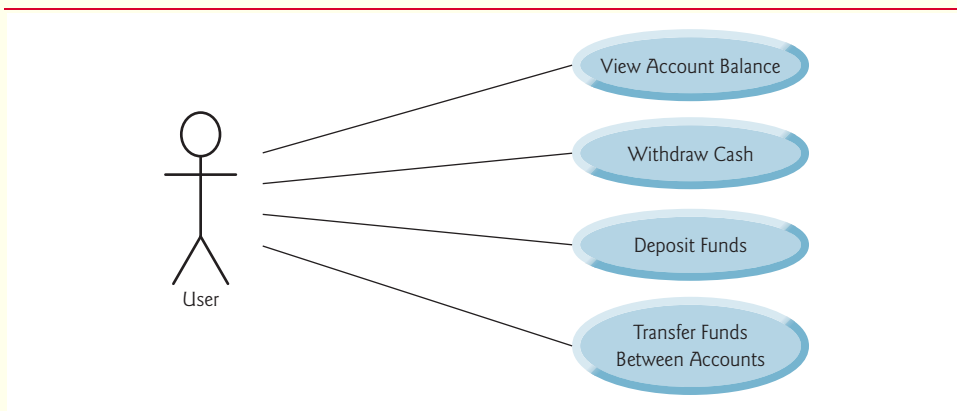 View Account Balance
Withdraw Cash
Deposit Funds
User
Transfer Funds
Between Accounts